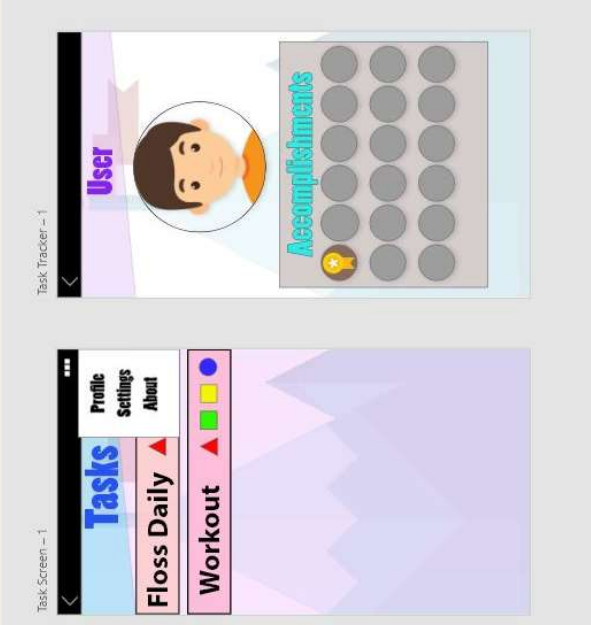 Task Screen – 1
Tasks
Profile
Settings
About
Floss Daily
Workout
Task Tracker – 1
User
Accomplishments